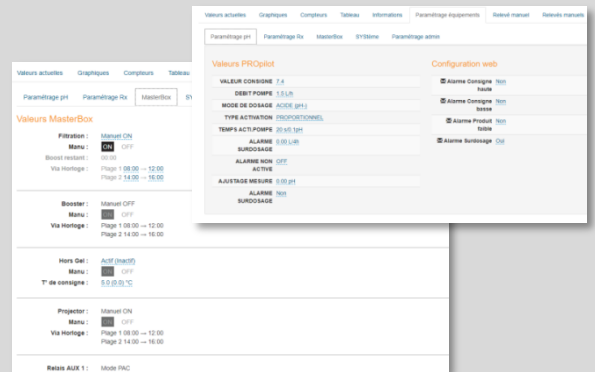 Valeurs actuelles Graphiques Compteurs Tableau Informations Paramétrage équipements Relevé manuel Relevés manuels
Paramétrage pH Paramétrage Rx MasterBox SYStème Paramétrage admin
Valeurs PROpilot
VALEUR CONSIGNE 7.4
DEBIT POMPE 1.5 L/h
MODE DE DOSAGE ACIDE (pH-)
TYPE ACTIVATION PROPORTIONNEL
TEMPS ACTI.POMPE 20 s/0.1pH
ALARME 0.00 L/4h
SURDOSAGE
ALARME NON OFF
ACTIVE
AJUSTAGE MESURE 0.00 pH
ALARME Non
SURDOSAGE
Configuration web
Alarme Consigne Non
haute
Alarme Consigne Non
basse
Alarme Produit Non
faible
Alarme Surdosage Oui
Valeurs actuelles Graphiques Compteurs Tableau
Paramétrage pH Paramétrage Rx MasterBox
Valeurs MasterBox
Filtration : Manuel ON
Manu : ON OFF
Boost restant : 00:00
Via Horloge : Plage 1 08:00 → 12:00
Plage 2 14:00 → 16:00
Booster : Manuel OFF
Manu : ON OFF
Via Horloge : Plage 1 08:00 → 12:00
Plage 2 14:00 → 16:00
Hors Gel : Actif (Inactif)
Manu : ON OFF
T° de consigne : 5.0 (0.0) °C
Projector : Manuel OFF
Manu : ON OFF
Via Horloge : Plage 1 08:00 → 12:00
Plage 2 14:00 → 16:00
Relais AUX 1 : Mode PAC